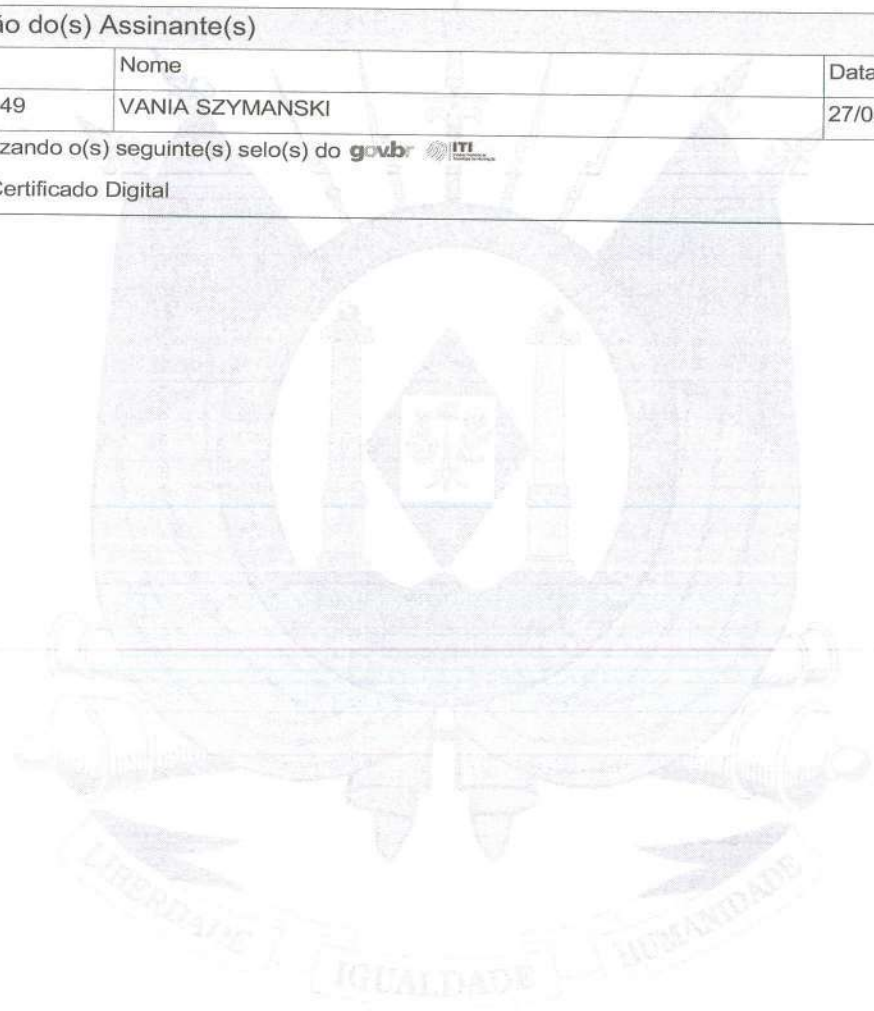 ão do(s) Assinante(s)
Nome Data
49 VANIA SZYMANSKI 27/0
zando o(s) seguinte(s) selo(s) do gov.br ITI
Certificado Digital
LIBERDADE IGUALDADE HUMANIDADE